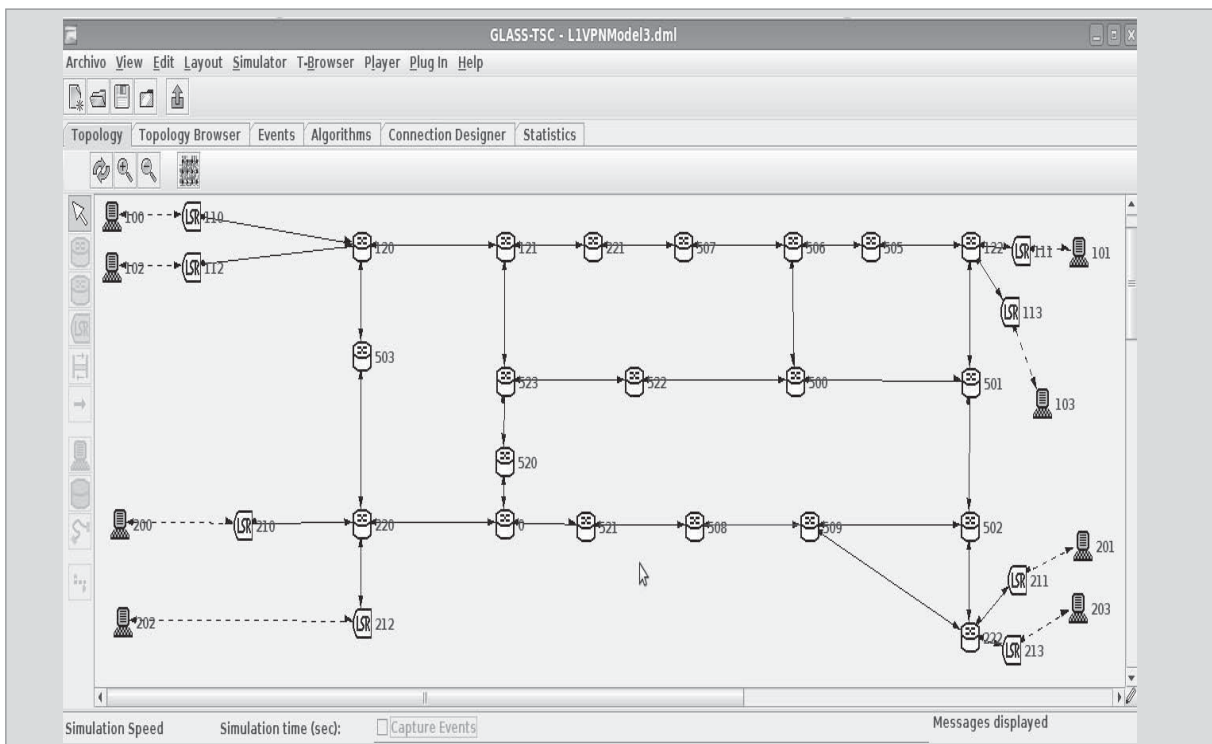 GLASS-TSC - L1VPNModel3.dml
Archivo View Edit Layout Simulator T-Browser Player Plug In Help
Topology Topology Browser Events Algorithms Connection Designer Statistics
100 LSR 110
102 LSR 112
120 121 221 507 506 505 122 LSR 111 101
LSR 113
503
523 522 500 501
103
520
200 LSR 210 220 0 521 508 509 502
201
LSR 211
203
202 LSR 212
222 LSR 213
LSR
Simulation Speed Simulation time (sec): Capture Events Messages displayed